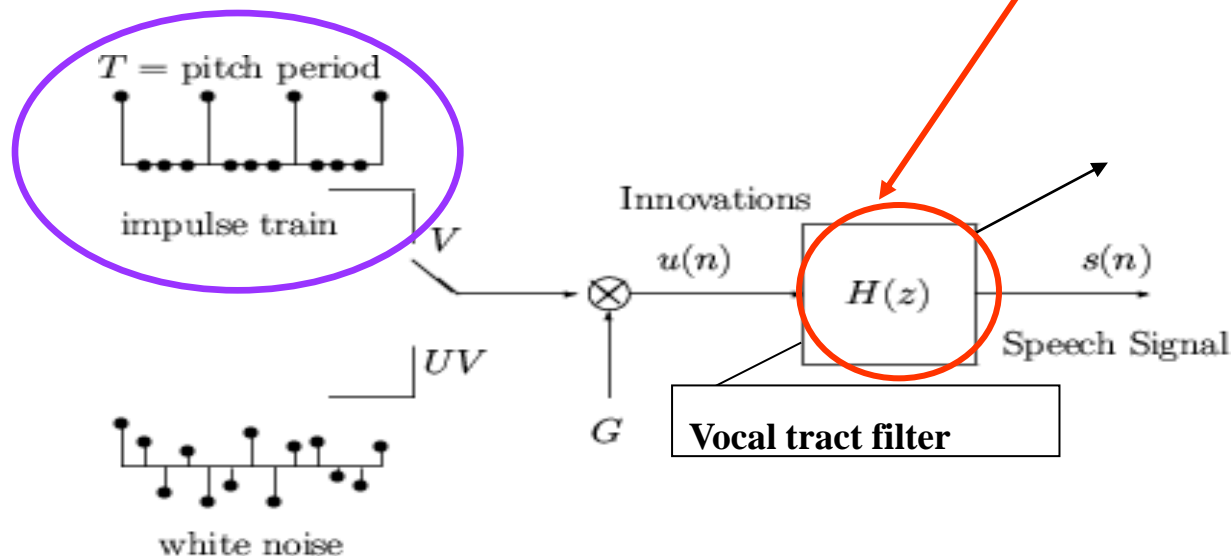 T = pitch period
impulse train
V
UV
white noise
G
Innovations
u(n)
H(z)
s(n)
Speech Signal
Vocal tract filter